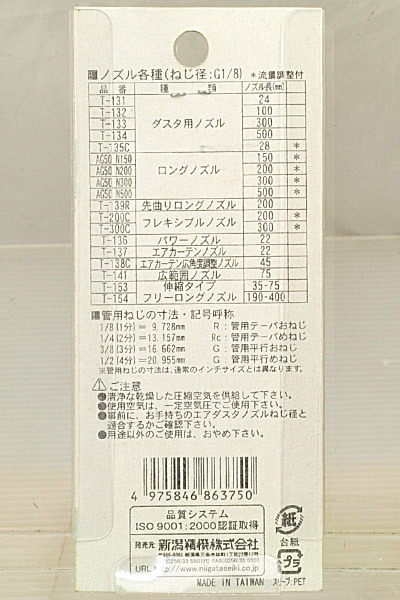 ノズル各種(ねじ径:G1/8) *流量調整付
品番 種類 ノズル長(mm)
T-131 24
T-132 100
T-133 ダスタ用ノズル 300
T-134 500
T-135C 28 *
AG50 N150 150 *
AG50 N200 ロングノズル 200 *
AG50 N300 300 *
AG50 N500 500 *
T-139R 先曲りロングノズル 200
T-200C フレキシブルノズル 200 *
T-300C 300 *
T-136 パワーノズル 22
T-137 エアカーテンノズル 22
T-138C エアカーテン広角度調整ノズル 45
T-141 広範囲ノズル 75
T-153 伸縮タイプ 35-75
T-154 フリーロングノズル 190-400
管用ねじの寸法・記号呼称
1/8(1分)= 9.728mm R:管用テーパおねじ
1/4(2分)= 13.157mm Rc:管用テーパめねじ
3/8(3分)= 16.662mm G:管用平行おねじ
1/2(4分)= 20.955mm G:管用平行めねじ
※管用ねじの寸法は、通常のインチサイズとは異なります。
ご注意
●清浄な乾燥した圧縮空気を供給して下さい。
●使用空気は、一定空気圧でご使用下さい。
●事前に、お手持ちのエアダスタノズルねじ径と
適合するかご確認下さい。
●用途以外のご使用は、おやめ下さい。
4 975846 863750
品質システム
ISO 9001:2000認証取得
発売元 新潟精機株式会社
URL http://www.niigataseiki.co.jp
MADE IN TAIWAN
紙
台紙
プラ
スリーブ:PET